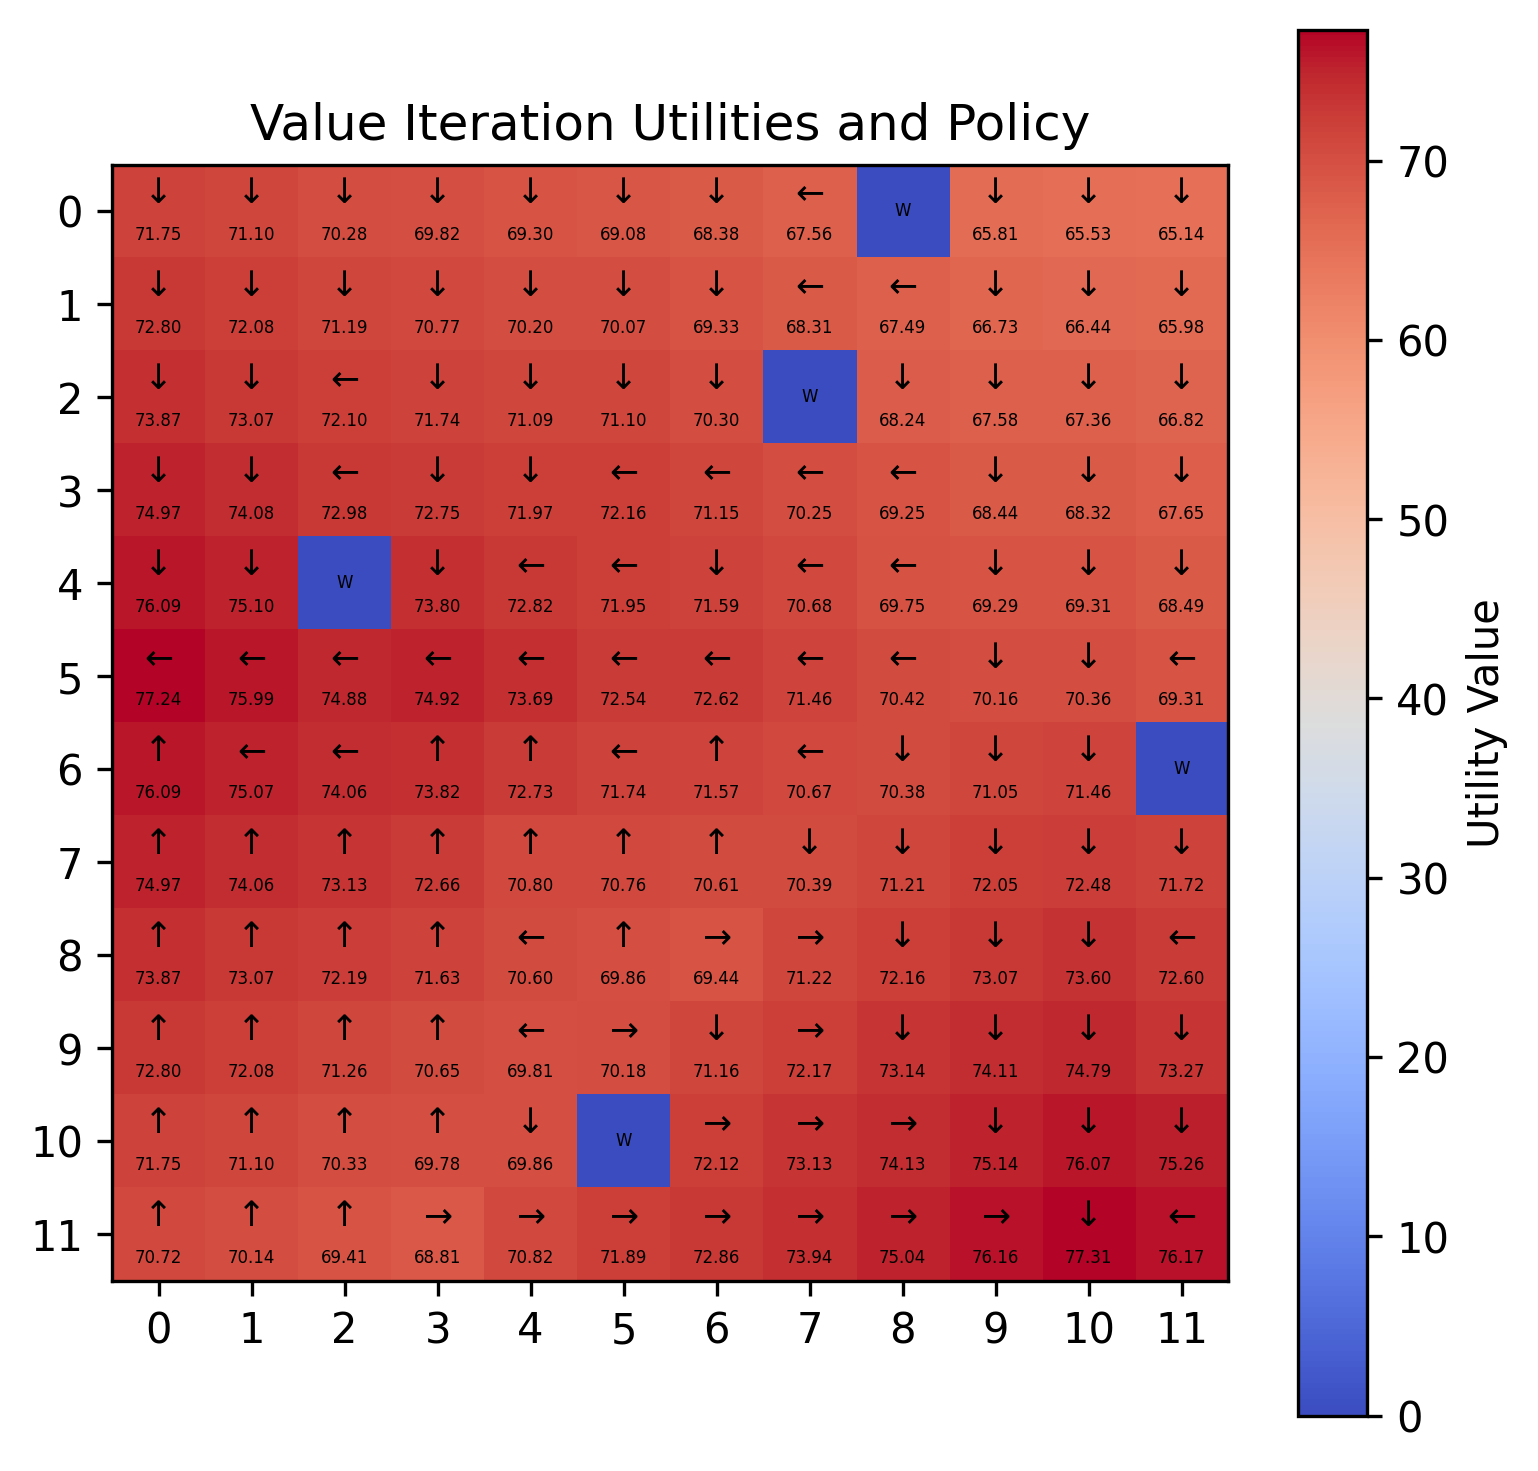 Value Iteration Utilities and Policy
0 ↓ ↓ ↓ ↓ ↓ ↓ ↓ ← W ↓ ↓ ↓
71.75 71.10 70.28 69.82 69.30 69.08 68.38 67.56 65.81 65.53 65.14
1 ↓ ↓ ↓ ↓ ↓ ↓ ↓ ← ← ↓ ↓ ↓
72.80 72.08 71.19 70.77 70.20 70.07 69.33 68.31 67.49 66.73 66.44 65.98
2 ↓ ↓ ← ↓ ↓ ↓ ↓ W ↓ ↓ ↓ ↓
73.87 73.07 72.10 71.74 71.09 71.10 70.30 68.24 67.58 67.36 66.82
3 ↓ ↓ ← ↓ ↓ ← ← ← ← ↓ ↓ ↓
74.97 74.08 72.98 72.75 71.97 72.16 71.15 70.25 69.25 68.44 68.32 67.65
4 ↓ ↓ W ↓ ← ← ↓ ← ← ↓ ↓ ↓
76.09 75.10 73.80 72.82 71.95 71.59 70.68 69.75 69.29 69.31 68.49
5 ← ← ← ← ← ← ← ← ← ↓ ↓ ←
77.24 75.99 74.88 74.92 73.69 72.54 72.62 71.46 70.42 70.16 70.36 69.31
6 ↑ ← ← ↑ ↑ ← ↑ ← ↓ ↓ ↓ W
76.09 75.07 74.06 73.82 72.73 71.74 71.57 70.67 70.38 71.05 71.46
7 ↑ ↑ ↑ ↑ ↑ ↑ ↑ ↓ ↓ ↓ ↓ ↓
74.97 74.06 73.13 72.66 70.80 70.76 70.61 70.39 71.21 72.05 72.48 71.72
8 ↑ ↑ ↑ ↑ ← ↑ → → ↓ ↓ ↓ ←
73.87 73.07 72.19 71.63 70.60 69.86 69.44 71.22 72.16 73.07 73.60 72.60
9 ↑ ↑ ↑ ↑ ← → ↓ → ↓ ↓ ↓ ↓
72.80 72.08 71.26 70.65 69.81 70.18 71.16 72.17 73.14 74.11 74.79 73.27
10 ↑ ↑ ↑ ↑ ↓ W → → → ↓ ↓ ↓
71.75 71.10 70.33 69.78 69.86 72.12 73.13 74.13 75.14 76.07 75.26
11 ↑ ↑ ↑ → → → → → → → ↓ ←
70.72 70.14 69.41 68.81 70.82 71.89 72.86 73.94 75.04 76.16 77.31 76.17
0 1 2 3 4 5 6 7 8 9 10 11
70
60
50
40
30
20
10
0
Utility Value